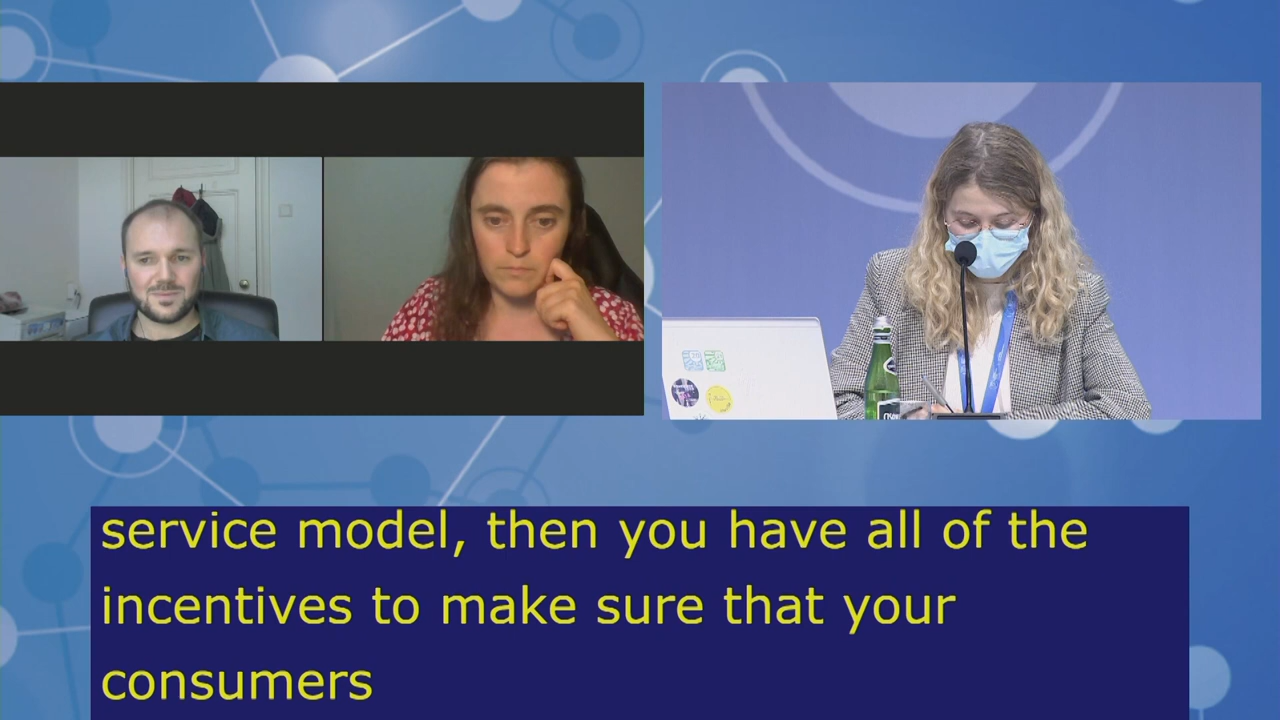 service model, then you have all of the
incentives to make sure that your
consumers